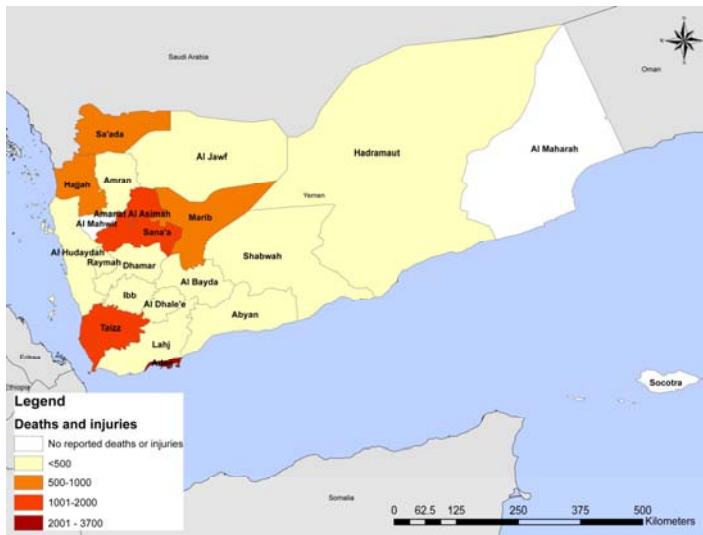 N
Saudi Arabia
Oman
Sa'ada
Al Jawf
Hadramaut
Al Maharah
Hajjah
Amran
Yemen
Amanat Al Asimah
Marib
Al Mahwit
Sana'a
Al Hudaydah
Shabwah
Raymah
Dhamar
Al Bayda
Ibb
Al Dhale'e
Abyan
Taizz
Lahj
Aden
Eritrea
Socotra
Ethiopia
Legend
Deaths and injuries
No reported deaths or injuries
<500
500-1000
1001-2000
2001 - 3700
Somalia
0 62.5 125 250 375 500
Kilometers